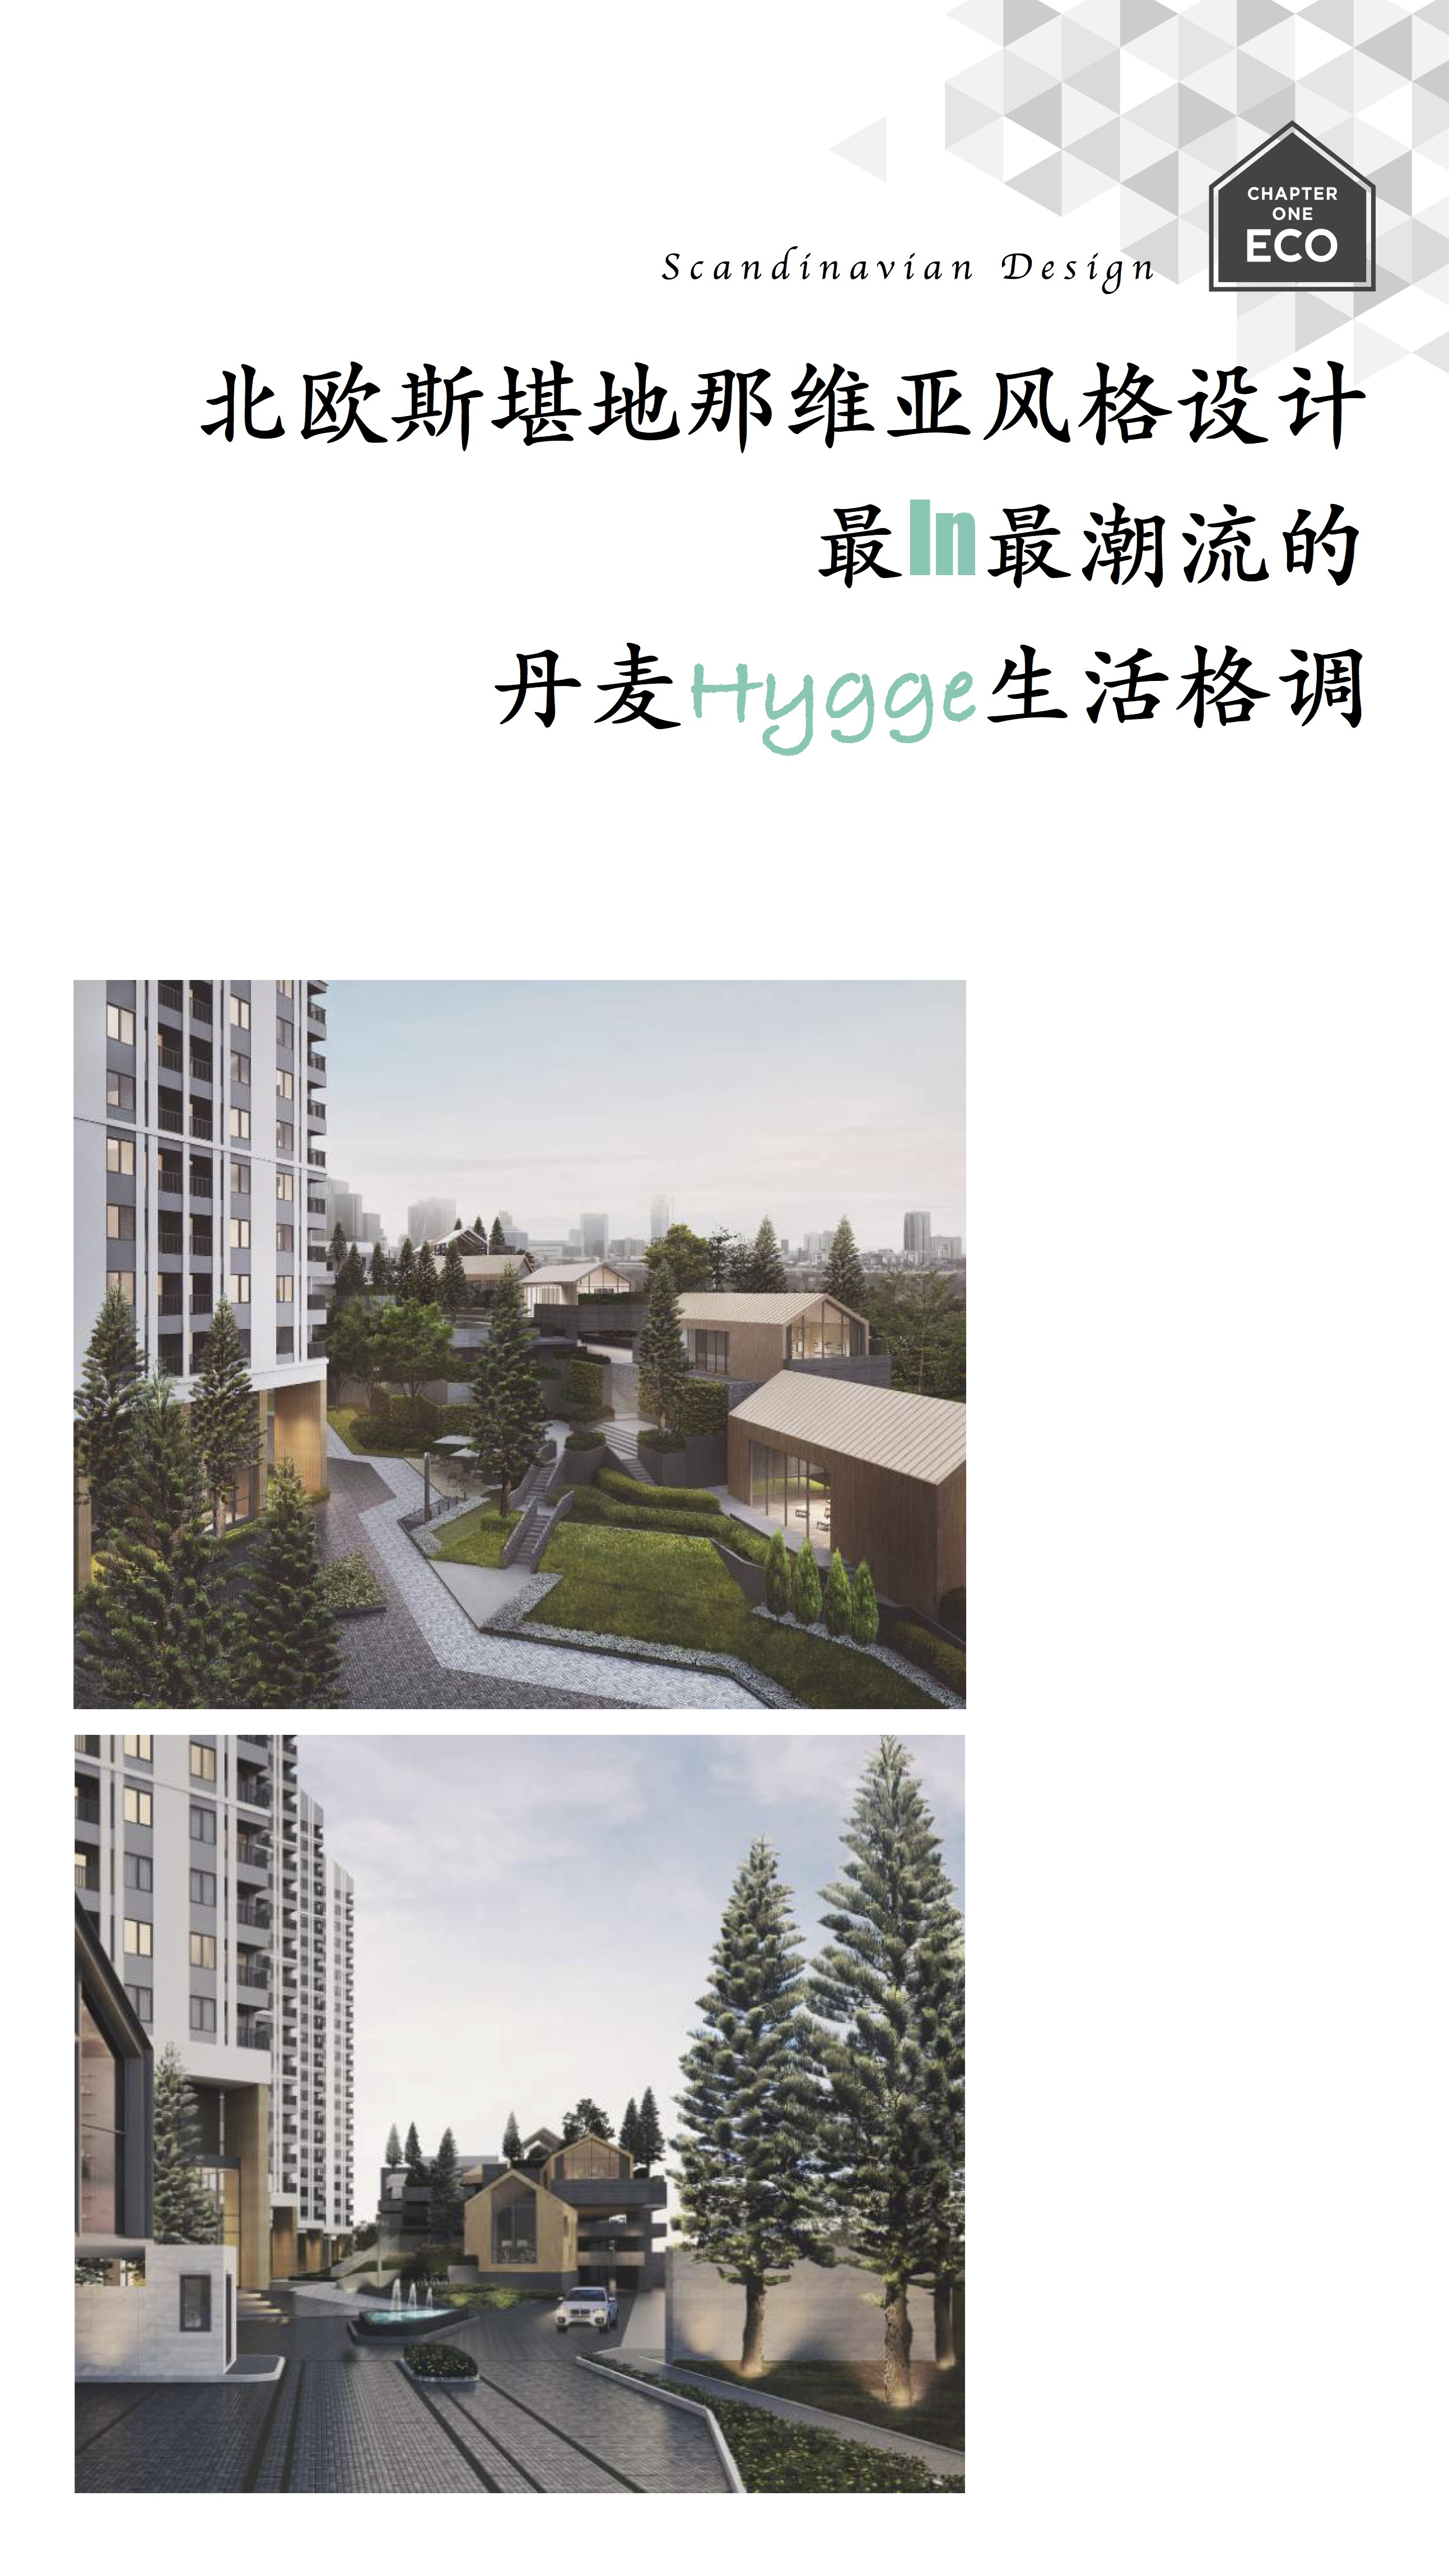 CHAPTER
ONE
ECO
Scandinavian Design
北欧斯堪地那维亚风格设计
最In最潮流的
丹麦Hygge生活格调